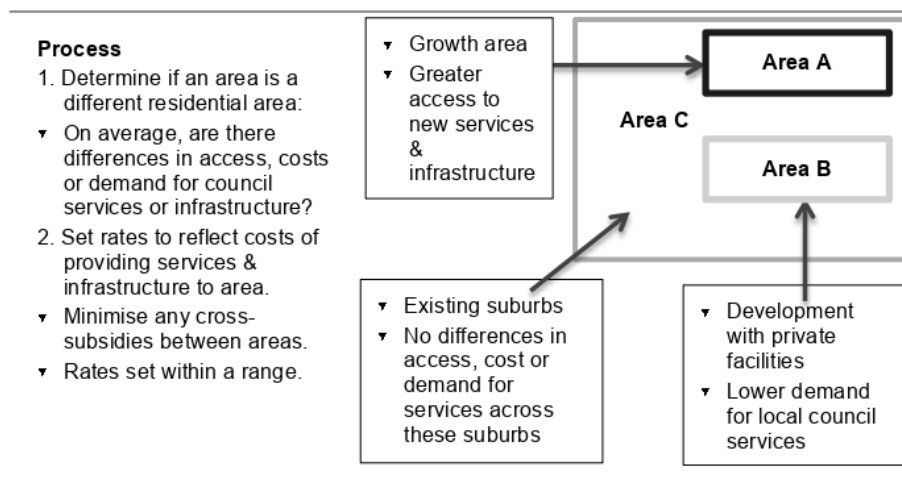 Process
1. Determine if an area is a
different residential area:
▼ On average, are there
differences in access, costs
or demand for council
services or infrastructure?
2. Set rates to reflect costs of
providing services &
infrastructure to area.
▼ Minimise any cross-
subsidies between areas.
▼ Rates set within a range.
▼ Growth area
▼ Greater
access to
new services
&
infrastructure
Area A
Area C
Area B
▼ Existing suburbs
▼ No differences in
access, cost or
demand for
services across
these suburbs
▼ Development
with private
facilities
▼ Lower demand
for local council
services